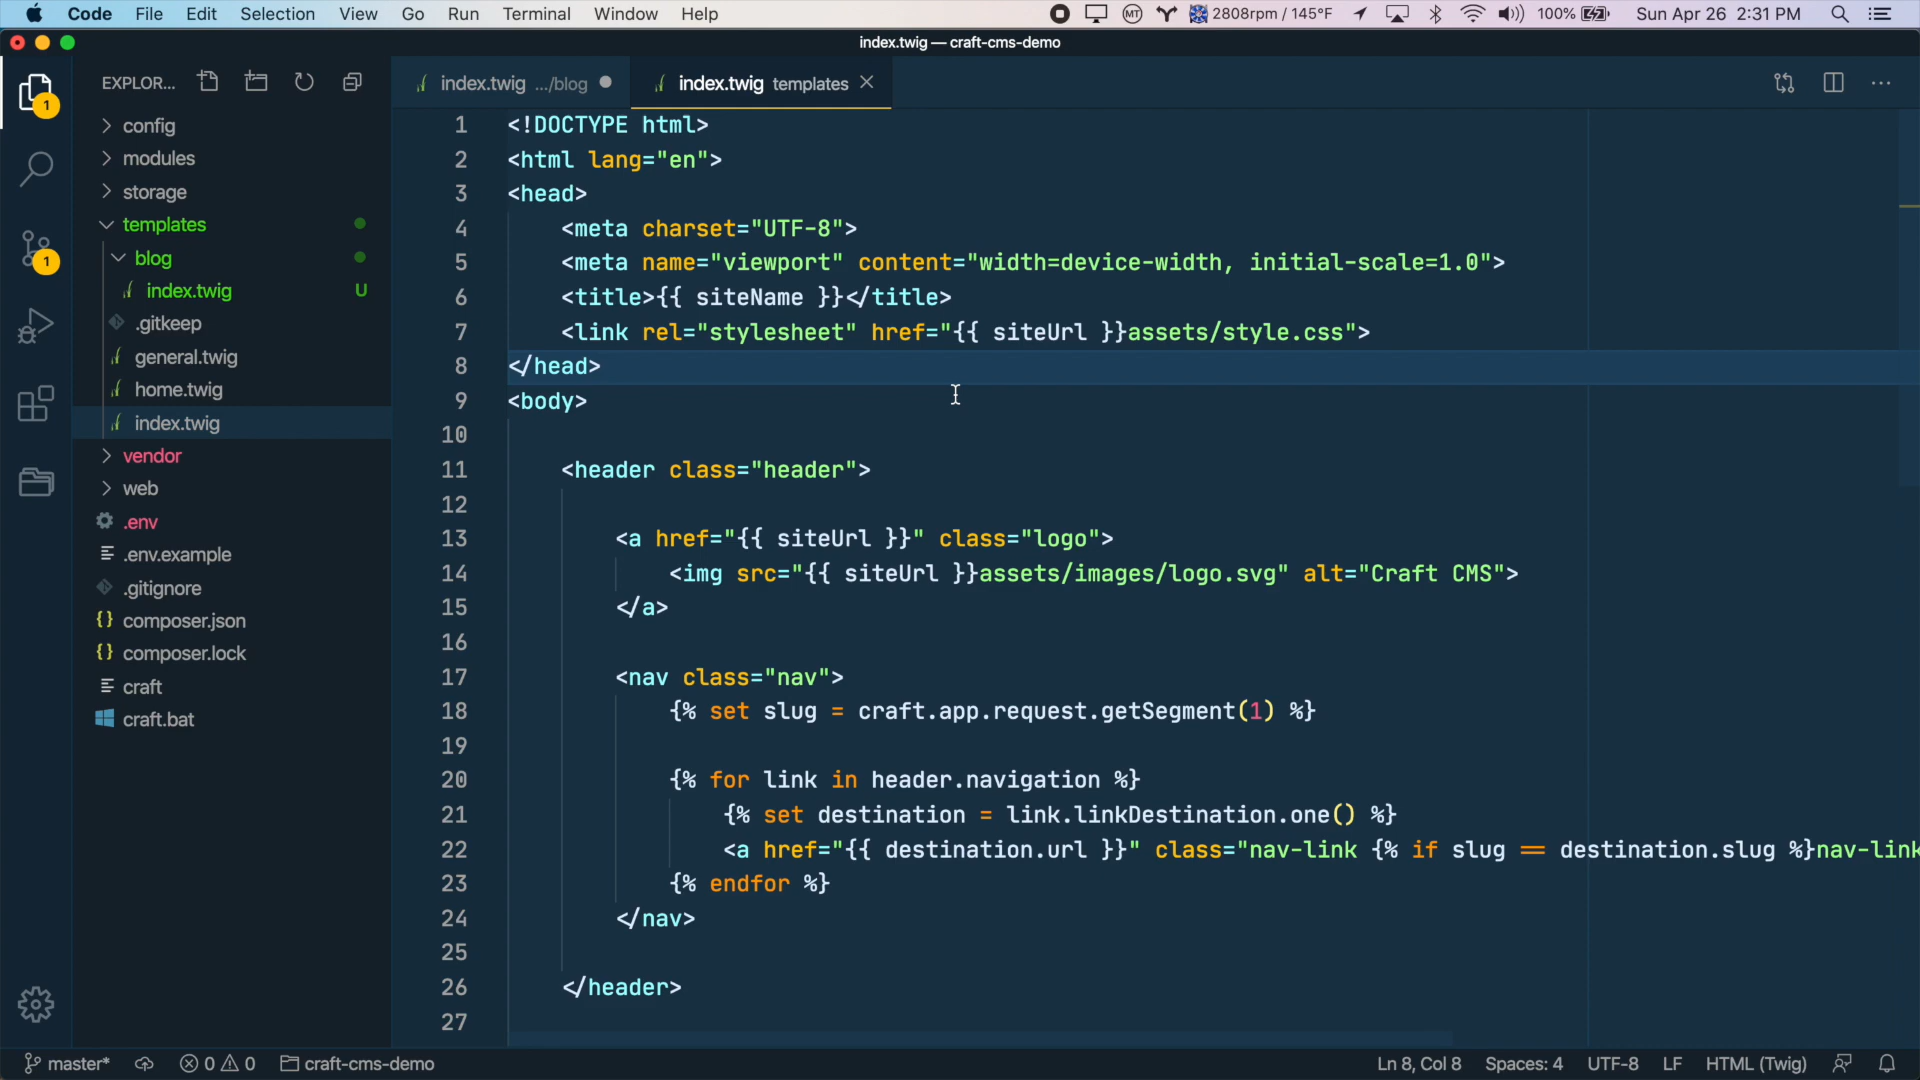 Code File Edit Selection View Go Run Terminal Window Help MT 2808rpm / 145°F 100% Sun Apr 26 2:31 PM
index.twig — craft-cms-demo
EXPLOR...
index.twig .../blog
index.twig templates
1
1
config
modules
storage
templates
blog
index.twig U
.gitkeep
general.twig
home.twig
index.twig
vendor
web
.env
.env.example
.gitignore
{} composer.json
{} composer.lock
craft
craft.bat
1 <!DOCTYPE html>
2 <html lang="en">
3 <head>
4 <meta charset="UTF-8">
5 <meta name="viewport" content="width=device-width, initial-scale=1.0">
6 <title>{{ siteName }}</title>
7 <link rel="stylesheet" href="{{ siteUrl }}assets/style.css">
8 </head>
9 <body>
10
11 <header class="header">
12
13 <a href="{{ siteUrl }}" class="logo">
14 <img src="{{ siteUrl }}assets/images/logo.svg" alt="Craft CMS">
15 </a>
16
17 <nav class="nav">
18 {% set slug = craft.app.request.getSegment(1) %}
19
20 {% for link in header.navigation %}
21 {% set destination = link.linkDestination.one() %}
22 <a href="{{ destination.url }}" class="nav-link {% if slug == destination.slug %}nav-link
23 {% endfor %}
24 </nav>
25
26 </header>
27
master* 0 0 craft-cms-demo Ln 8, Col 8 Spaces: 4 UTF-8 LF HTML (Twig)